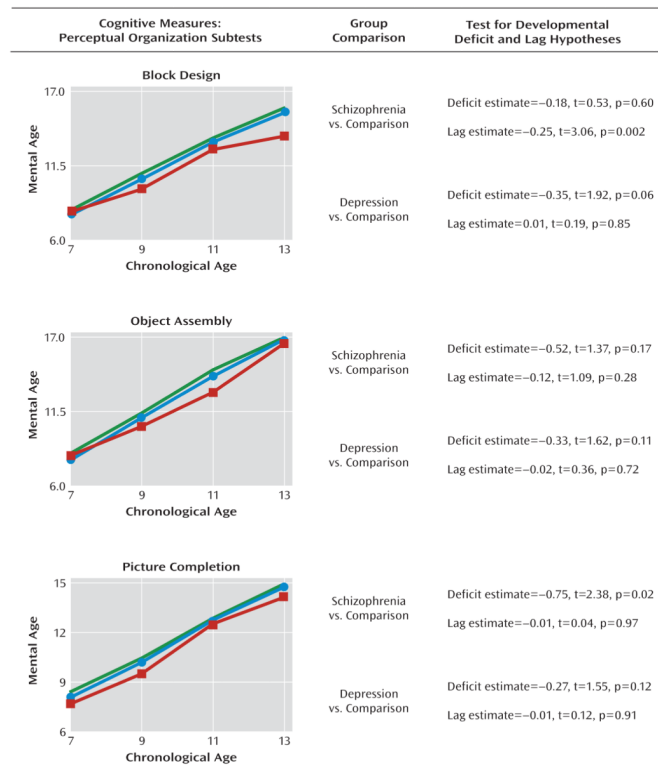 Cognitive Measures:
Perceptual Organization Subtests
Group
Comparison
Test for Developmental
Deficit and Lag Hypotheses
Block Design
17.0
11.5
6.0
Mental Age
7 9 11 13
Chronological Age
Schizophrenia
vs. Comparison
Deficit estimate=–0.18, t=0.53, p=0.60
Lag estimate=–0.25, t=3.06, p=0.002
Depression
vs. Comparison
Deficit estimate=–0.35, t=1.92, p=0.06
Lag estimate=0.01, t=0.19, p=0.85
Object Assembly
17.0
11.5
6.0
Mental Age
7 9 11 13
Chronological Age
Schizophrenia
vs. Comparison
Deficit estimate=–0.52, t=1.37, p=0.17
Lag estimate=–0.12, t=1.09, p=0.28
Depression
vs. Comparison
Deficit estimate=–0.33, t=1.62, p=0.11
Lag estimate=–0.02, t=0.36, p=0.72
Picture Completion
15
12
9
6
Mental Age
7 9 11 13
Chronological Age
Schizophrenia
vs. Comparison
Deficit estimate=–0.75, t=2.38, p=0.02
Lag estimate=–0.01, t=0.04, p=0.97
Depression
vs. Comparison
Deficit estimate=–0.27, t=1.55, p=0.12
Lag estimate=–0.01, t=0.12, p=0.91